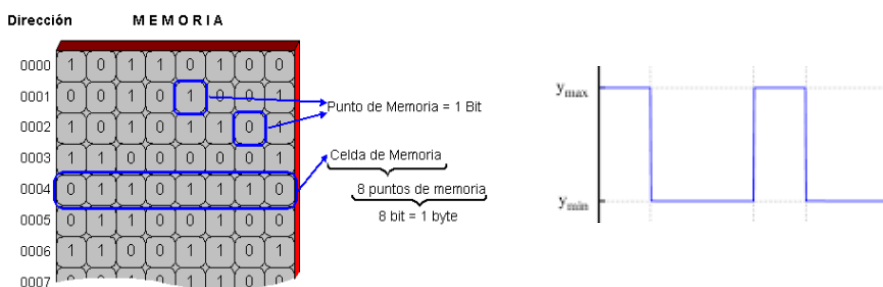 Dirección MEMORIA
0000 1 0 1 1 0 1 0 0
0001 0 0 1 0 1 0 0 1
Punto de Memoria = 1 Bit
0002 1 0 1 0 1 1 0 1
0003 1 1 0 0 0 0 0 1
Celda de Memoria
0004 0 1 1 0 1 1 1 0
8 puntos de memoria
8 bit = 1 byte
0005 0 1 1 0 0 1 0 0
0006 1 1 0 0 1 1 0 1
0007
ymax
ymin